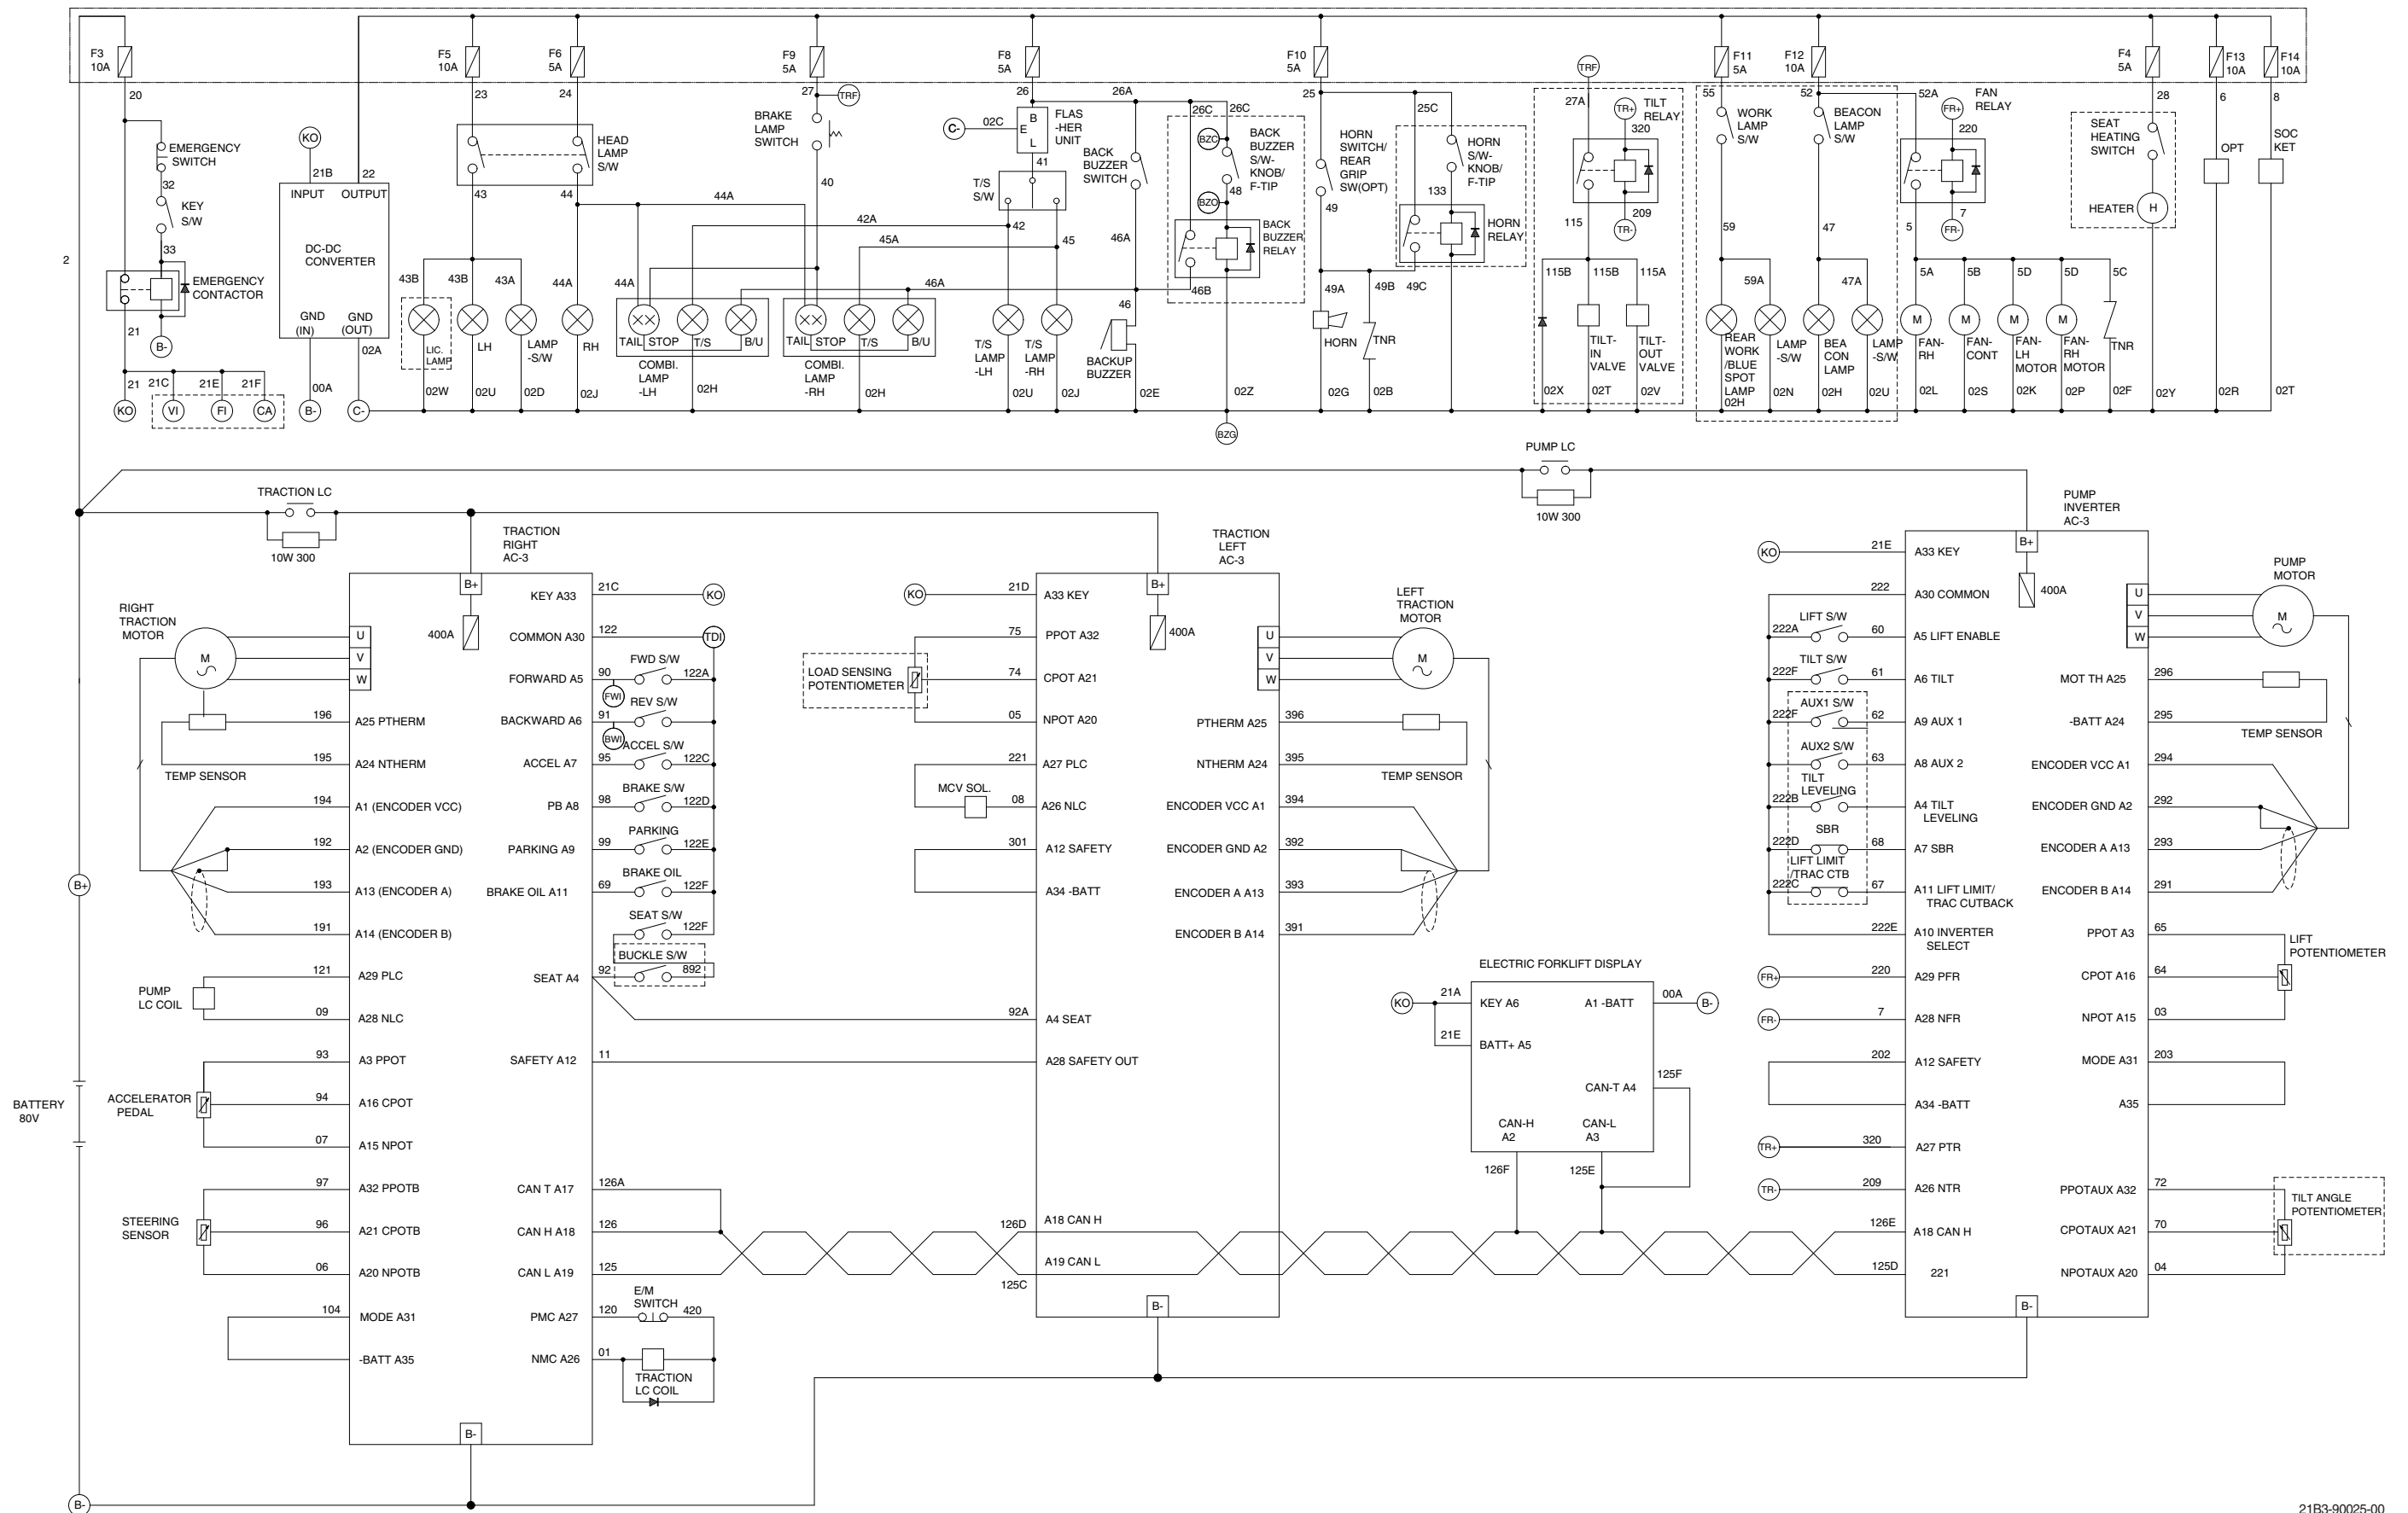 F3
10A
F5
10A
F6
5A
F9
5A
F8
5A
F10
5A
TRF
F11
5A
F12
10A
F4
5A
F13
10A
F14
10A
20
23
24
27
TRF
26
26A
26C
26C
25
25C
27A
TR+
TILT
RELAY
320
55
52
52A
FR+
FAN
RELAY
220
28
6
8
KO
EMERGENCY
SWITCH
21B
22
INPUT
OUTPUT
32
KEY
S/W
33
DC-DC
CONVERTER
HEAD
LAMP
S/W
43
44
BRAKE
LAMP
SWITCH
40
C-
02C
B
E
L
FLAS
-HER
UNIT
41
T/S
S/W
BACK
BUZZER
SWITCH
BZC
BACK
BUZZER
S/W-
KNOB/
F-TIP
48
BZO
BACK
BUZZER
RELAY
HORN
SWITCH/
REAR
GRIP
SW(OPT)
49
HORN
S/W-
KNOB/
F-TIP
133
HORN
RELAY
115
209
TR-
WORK
LAMP
S/W
BEACON
LAMP
S/W
59
47
5
7
FR-
SEAT
HEATING
SWITCH
HEATER
H
OPT
SOC
KET
2
EMERGENCY
CONTACTOR
21
B-
GND
(IN)
GND
(OUT)
00A
02A
B-
C-
21
21C
21E
21F
KO
VI
FI
CA
44A
42A
42
45A
45
46A
46A
46
46B
43B
43B
43A
44A
44A
LIC.
LAMP
LH
LAMP
-S/W
RH
TAIL
STOP
T/S
B/U
COMBI.
LAMP
-LH
TAIL
STOP
T/S
B/U
COMBI.
LAMP
-RH
T/S
LAMP
-LH
T/S
LAMP
-RH
BACKUP
BUZZER
49A
49B
49C
HORN
TNR
115B
115B
115A
TILT-
IN
VALVE
TILT-
OUT
VALVE
59A
47A
REAR
WORK
/BLUE
SPOT
LAMP
02H
LAMP
-S/W
BEA
CON
LAMP
LAMP
-S/W
5A
5B
5D
5D
5C
M
M
M
M
FAN-
RH
FAN-
CONT
FAN-
LH
MOTOR
FAN-
RH
MOTOR
TNR
02W
02U
02D
02J
02H
02H
02U
02J
02E
02Z
02G
02B
02X
02T
02V
02N
02H
02U
02L
02S
02K
02P
02F
02Y
02R
02T
BZG
PUMP LC
10W 300
TRACTION LC
10W 300
TRACTION
RIGHT
AC-3
TRACTION
LEFT
AC-3
PUMP
INVERTER
AC-3
RIGHT
TRACTION
MOTOR
M
U
V
W
B+
400A
196
A25 PTHERM
195
A24 NTHERM
TEMP SENSOR
194
A1 (ENCODER VCC)
192
A2 (ENCODER GND)
193
A13 (ENCODER A)
191
A14 (ENCODER B)
PUMP
LC COIL
121
A29 PLC
09
A28 NLC
ACCELERATOR
PEDAL
93
A3 PPOT
94
A16 CPOT
07
A15 NPOT
STEERING
SENSOR
97
A32 PPOTB
96
A21 CPOTB
06
A20 NPOTB
104
MODE A31
-BATT A35
KEY A33
21C
KO
COMMON A30
122
TDI
FORWARD A5
90
FWD S/W
122A
FWI
BACKWARD A6
91
REV S/W
BWI
ACCEL A7
95
ACCEL S/W
122C
PB A8
98
BRAKE S/W
122D
PARKING A9
99
PARKING
122E
BRAKE OIL A11
69
BRAKE OIL
122F
SEAT S/W
122F
SEAT A4
92
BUCKLE S/W
892
SAFETY A12
11
CAN T A17
126A
CAN H A18
126
CAN L A19
125
PMC A27
120
E/M
SWITCH
420
NMC A26
01
TRACTION
LC COIL
B-
B+
BATTERY
80V
B-
KO
21D
A33 KEY
B+
400A
LOAD SENSING
POTENTIOMETER
75
PPOT A32
74
CPOT A21
05
NPOT A20
221
A27 PLC
MCV SOL.
08
A26 NLC
301
A12 SAFETY
A34 -BATT
92A
A4 SEAT
A28 SAFETY OUT
126D
A18 CAN H
A19 CAN L
125C
B-
U
V
W
LEFT
TRACTION
MOTOR
M
PTHERM A25
396
NTHERM A24
395
TEMP SENSOR
ENCODER VCC A1
394
ENCODER GND A2
392
ENCODER A A13
393
ENCODER B A14
391
ELECTRIC FORKLIFT DISPLAY
KO
21A
KEY A6
A1 -BATT
00A
B-
21E
BATT+ A5
CAN-T A4
125F
CAN-H
A2
CAN-L
A3
126F
125E
KO
21E
A33 KEY
B+
400A
222
A30 COMMON
LIFT S/W
222A
60
A5 LIFT ENABLE
TILT S/W
222F
61
A6 TILT
AUX1 S/W
222F
62
A9 AUX 1
AUX2 S/W
63
A8 AUX 2
TILT
LEVELING
222B
A4 TILT
LEVELING
SBR
222D
68
A7 SBR
LIFT LIMIT
/TRAC CTB
222C
67
A11 LIFT LIMIT/
TRAC CUTBACK
222E
A10 INVERTER
SELECT
FR+
220
A29 PFR
FR-
7
A28 NFR
202
A12 SAFETY
A34 -BATT
TR+
320
A27 PTR
TR-
209
A26 NTR
126E
A18 CAN H
125D
221
B-
PUMP
MOTOR
M
U
V
W
MOT TH A25
296
-BATT A24
295
TEMP SENSOR
ENCODER VCC A1
294
ENCODER GND A2
292
ENCODER A A13
293
ENCODER B A14
291
PPOT A3
65
LIFT
POTENTIOMETER
CPOT A16
64
NPOT A15
03
MODE A31
203
A35
PPOTAUX A32
72
TILT ANGLE
POTENTIOMETER
CPOTAUX A21
70
NPOTAUX A20
04
21B3-90025-00